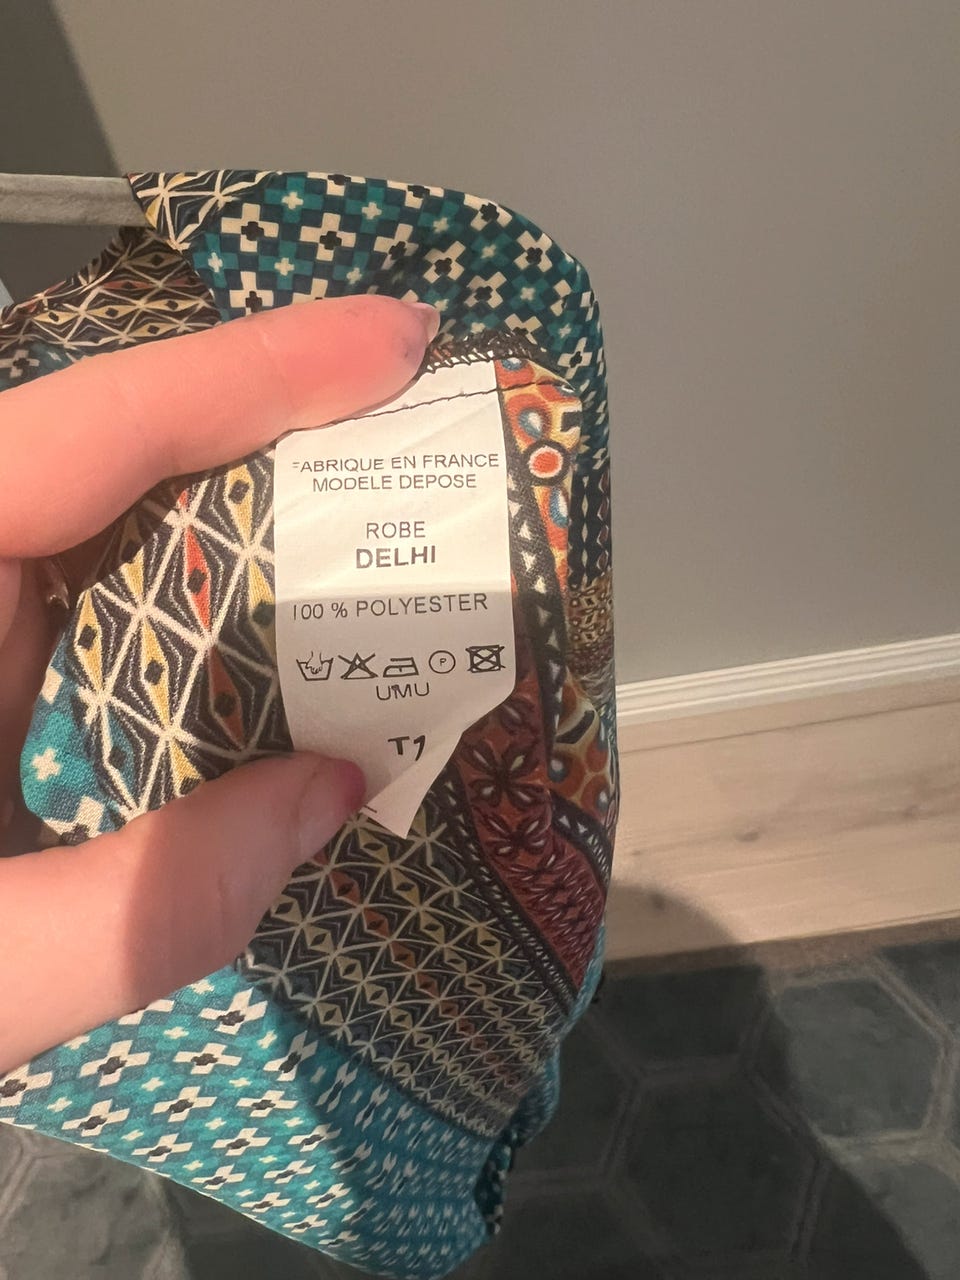 FABRIQUE EN FRANCE
MODELE DEPOSE
ROBE
DELHI
100 % POLYESTER
P
UMU
T1